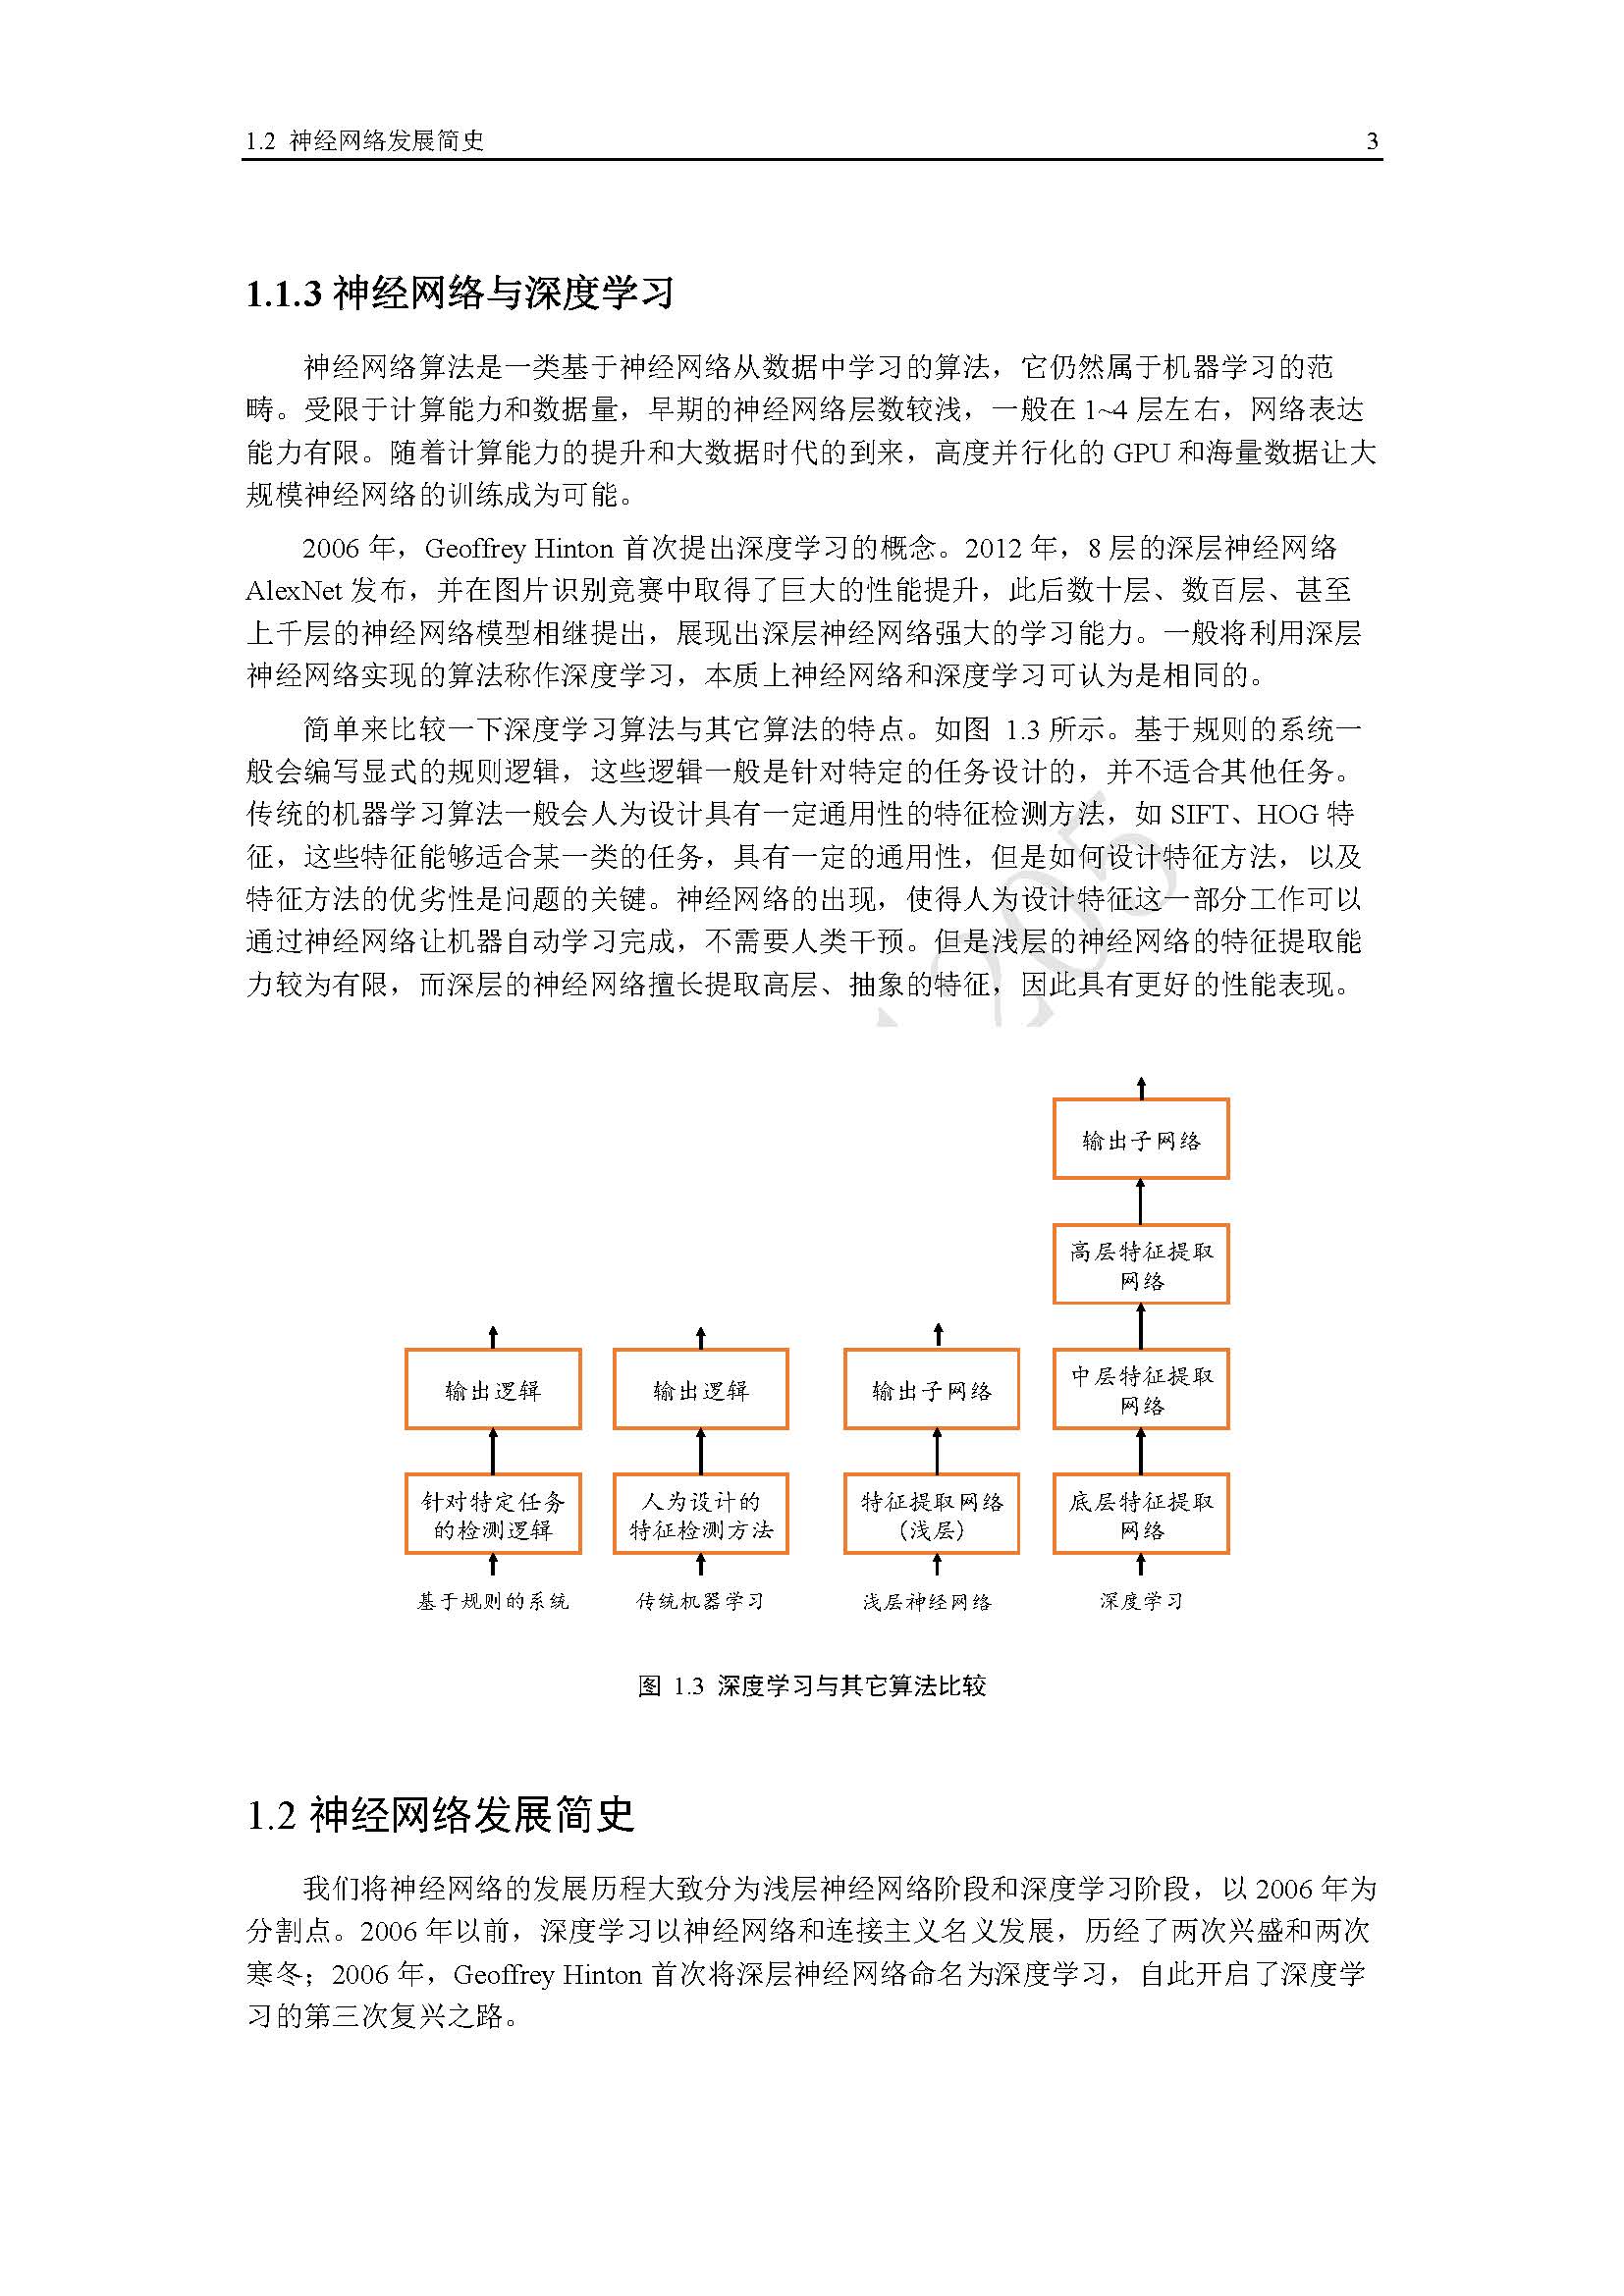 1.2 神经网络发展简史 3
1.1.3 神经网络与深度学习
神经网络算法是一类基于神经网络从数据中学习的算法，它仍然属于机器学习的范
畴。受限于计算能力和数据量，早期的神经网络层数较浅，一般在 1~4 层左右，网络表达
能力有限。随着计算能力的提升和大数据时代的到来，高度并行化的 GPU 和海量数据让大
规模神经网络的训练成为可能。
2006 年，Geoffrey Hinton 首次提出深度学习的概念。2012 年，8 层的深层神经网络
AlexNet 发布，并在图片识别竞赛中取得了巨大的性能提升，此后数十层、数百层、甚至
上千层的神经网络模型相继提出，展现出深层神经网络强大的学习能力。一般将利用深层
神经网络实现的算法称作深度学习，本质上神经网络和深度学习可认为是相同的。
简单来比较一下深度学习算法与其它算法的特点。如图 1.3 所示。基于规则的系统一
般会编写显式的规则逻辑，这些逻辑一般是针对特定的任务设计的，并不适合其他任务。
传统的机器学习算法一般会人为设计具有一定通用性的特征检测方法，如 SIFT、HOG 特
征，这些特征能够适合某一类的任务，具有一定的通用性，但是如何设计特征方法，以及
特征方法的优劣性是问题的关键。神经网络的出现，使得人为设计特征这一部分工作可以
通过神经网络让机器自动学习完成，不需要人类干预。但是浅层的神经网络的特征提取能
力较为有限，而深层的神经网络擅长提取高层、抽象的特征，因此具有更好的性能表现。
输出子网络
高层特征提取
网络
输出逻辑 输出逻辑 输出子网络 中层特征提取
网络
针对特定任务 人为设计的 特征提取网络 底层特征提取
的检测逻辑 特征检测方法 (浅层) 网络
基于规则的系统 传统机器学习 浅层神经网络 深度学习
图 1.3 深度学习与其它算法比较
1.2 神经网络发展简史
我们将神经网络的发展历程大致分为浅层神经网络阶段和深度学习阶段，以 2006 年为
分割点。2006 年以前，深度学习以神经网络和连接主义名义发展，历经了两次兴盛和两次
寒冬；2006 年，Geoffrey Hinton 首次将深层神经网络命名为深度学习，自此开启了深度学
习的第三次复兴之路。